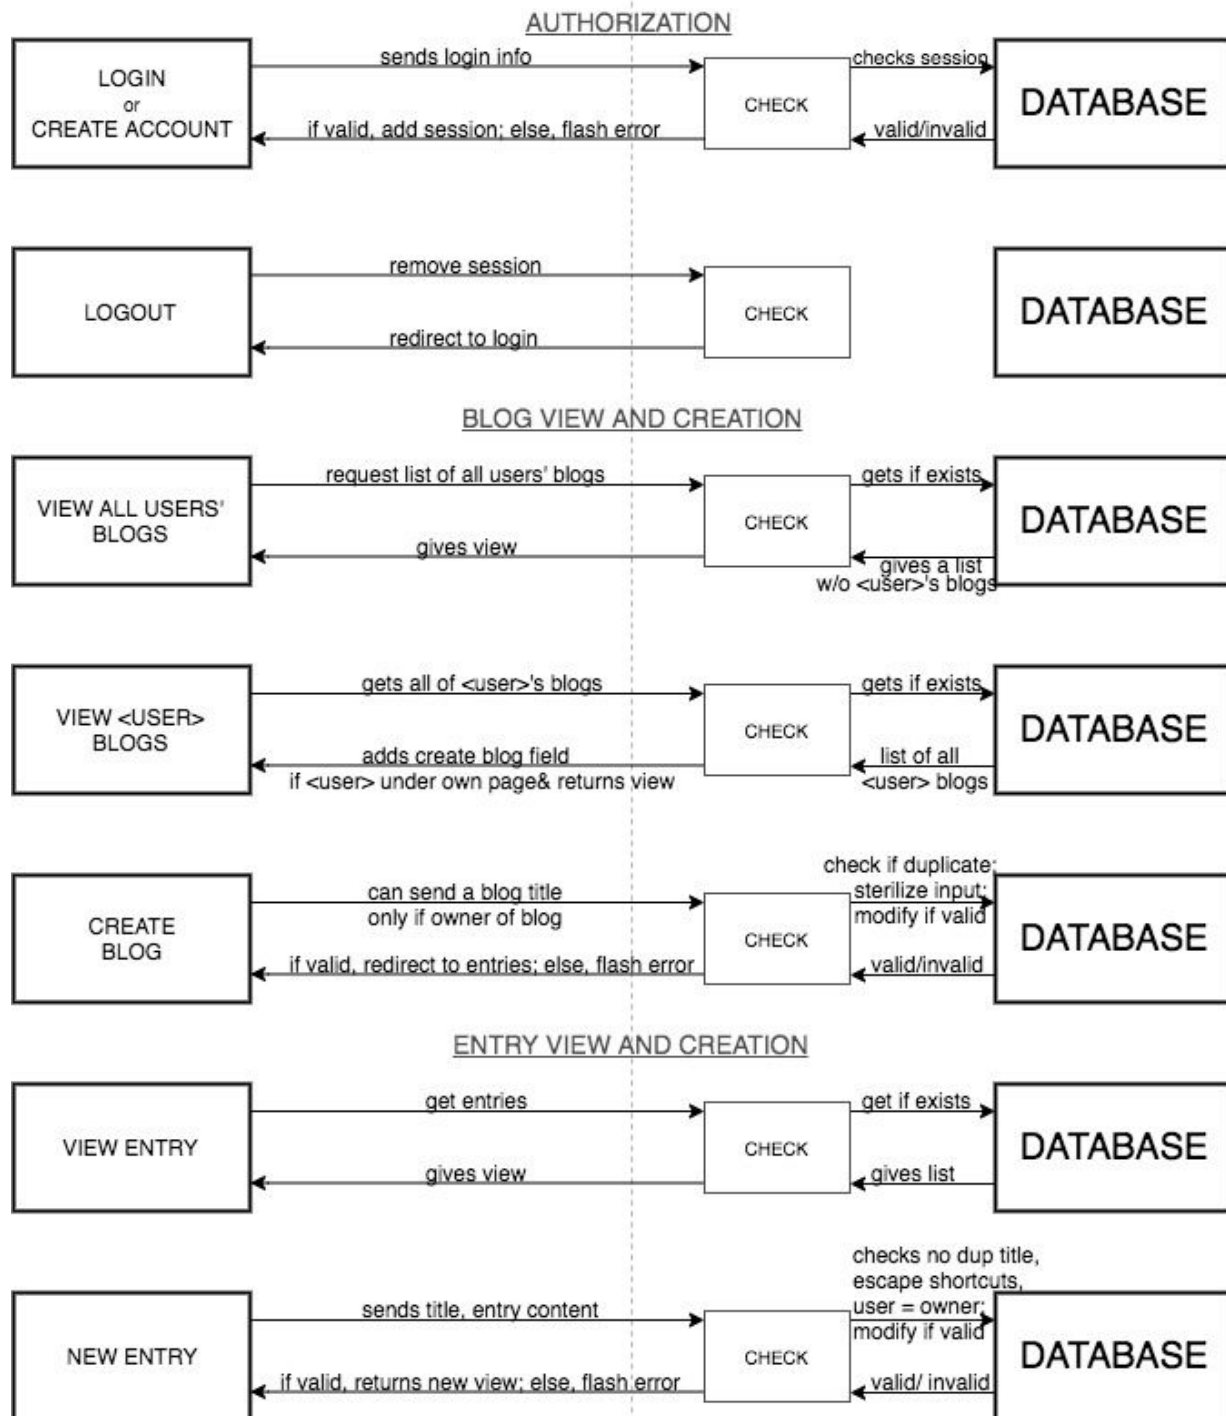 AUTHORIZATION
LOGIN
or
CREATE ACCOUNT
sends login info
if valid, add session; else, flash error
CHECK
checks session
valid/invalid
DATABASE
LOGOUT
remove session
redirect to login
CHECK
DATABASE
BLOG VIEW AND CREATION
VIEW ALL USERS'
BLOGS
request list of all users' blogs
gives view
CHECK
gets if exists
gives a list
w/o <user>'s blogs
DATABASE
VIEW <USER>
BLOGS
gets all of <user>'s blogs
adds create blog field
if <user> under own page& returns view
CHECK
gets if exists
list of all
<user> blogs
DATABASE
CREATE
BLOG
can send a blog title
only if owner of blog
if valid, redirect to entries; else, flash error
CHECK
check if duplicate;
sterilize input;
modify if valid
valid/invalid
DATABASE
ENTRY VIEW AND CREATION
VIEW ENTRY
get entries
gives view
CHECK
get if exists
gives list
DATABASE
NEW ENTRY
sends title, entry content
if valid, returns new view; else, flash error
CHECK
checks no dup title,
escape shortcuts,
user = owner;
modify if valid
valid/ invalid
DATABASE